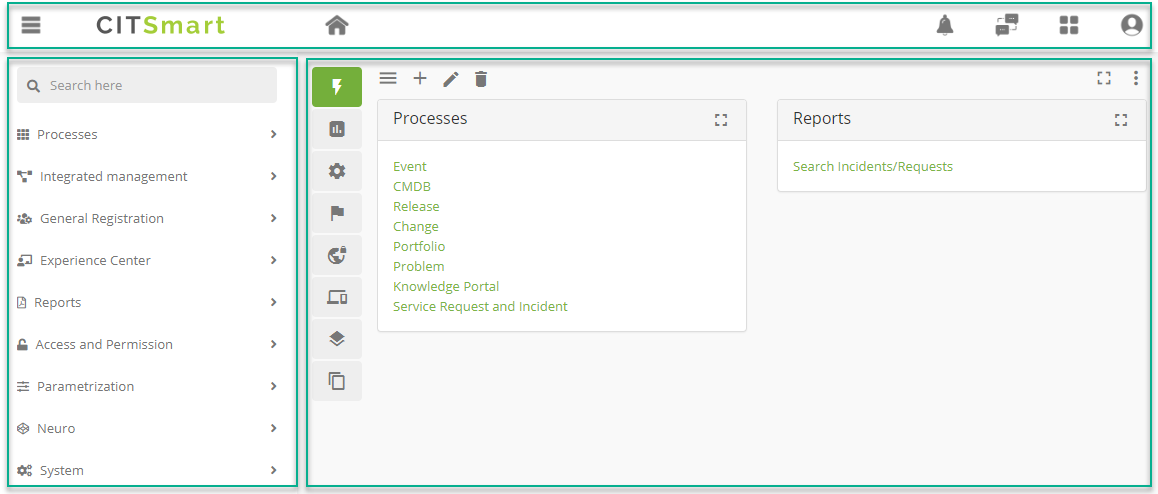 CITSmart
Search here
Processes
Integrated management
General Registration
Experience Center
Reports
Access and Permission
Parametrization
Neuro
System
Processes
Event
CMDB
Release
Change
Portfolio
Problem
Knowledge Portal
Service Request and Incident
Reports
Search Incidents/Requests